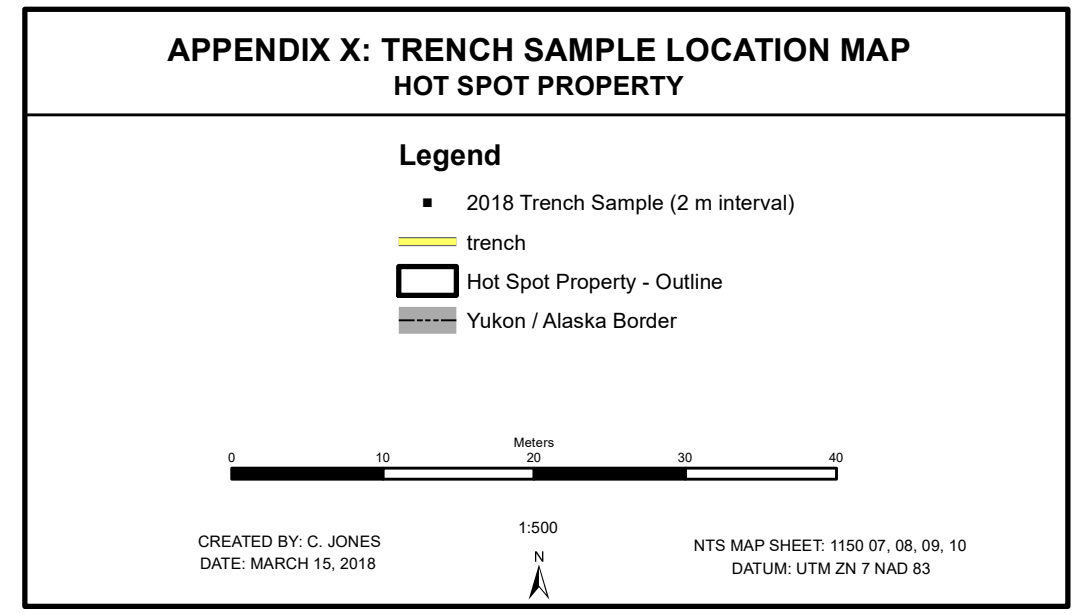 APPENDIX X: TRENCH SAMPLE LOCATION MAP
HOT SPOT PROPERTY
Legend
2018 Trench Sample (2 m interval)
trench
Hot Spot Property - Outline
Yukon / Alaska Border
Meters
0 10 20 30 40
1:500
N
CREATED BY: C. JONES
DATE: MARCH 15, 2018
NTS MAP SHEET: 115O 07, 08, 09, 10
DATUM: UTM ZN 7 NAD 83